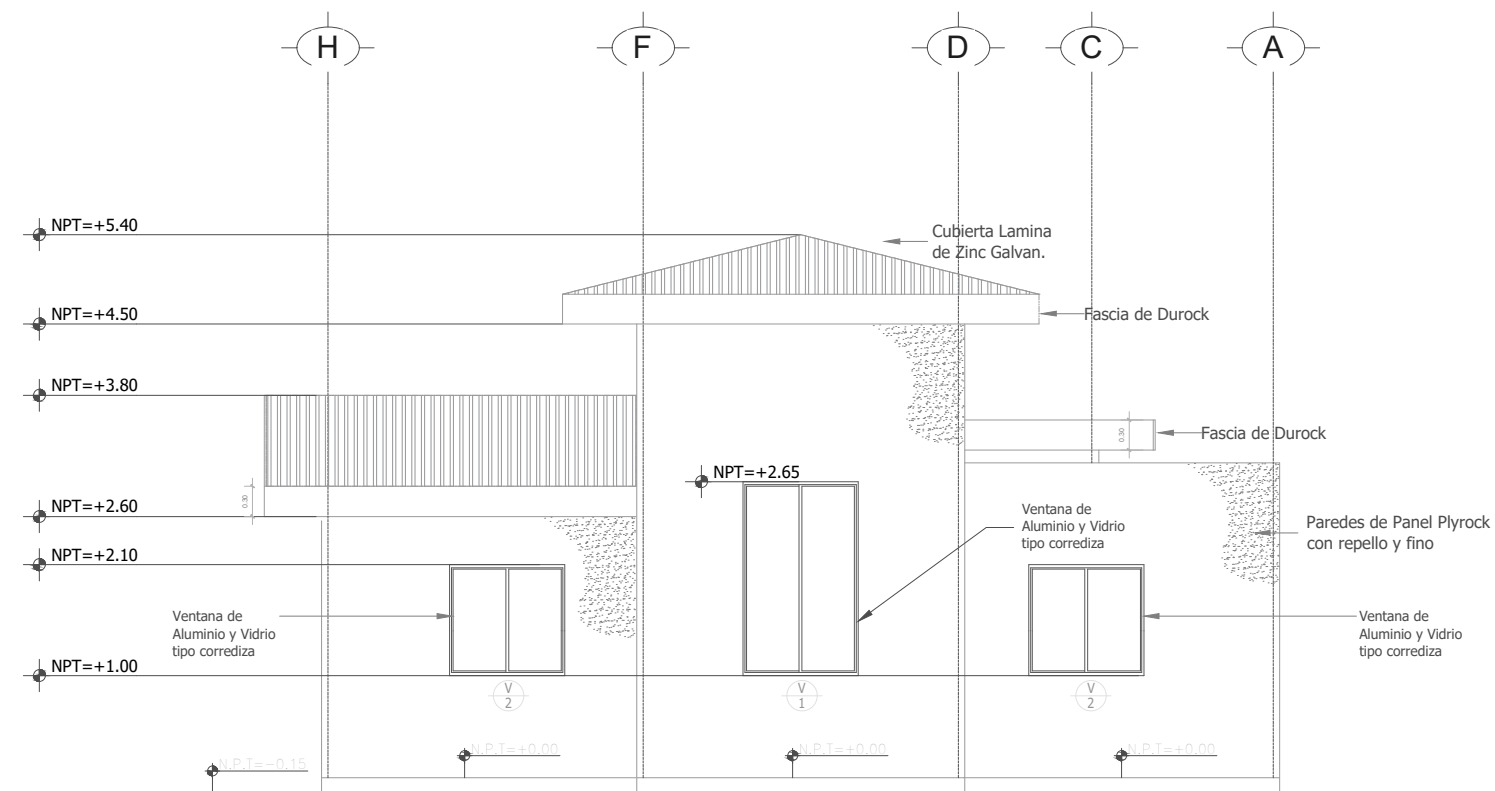 H
F
D
C
A
NPT=+5.40
Cubierta Lamina
de Zinc Galvan.
NPT=+4.50
Fascia de Durock
NPT=+3.80
0.30
Fascia de Durock
NPT=+2.65
0.30
NPT=+2.60
Ventana de
Aluminio y Vidrio
tipo corrediza
Paredes de Panel Plyrock
con repello y fino
NPT=+2.10
Ventana de
Aluminio y Vidrio
tipo corrediza
Ventana de
Aluminio y Vidrio
tipo corrediza
NPT=+1.00
V
2
V
1
V
2
N.P.T=+0.00
N.P.T=+0.00
N.P.T=+0.00
N.P.T=-0.15